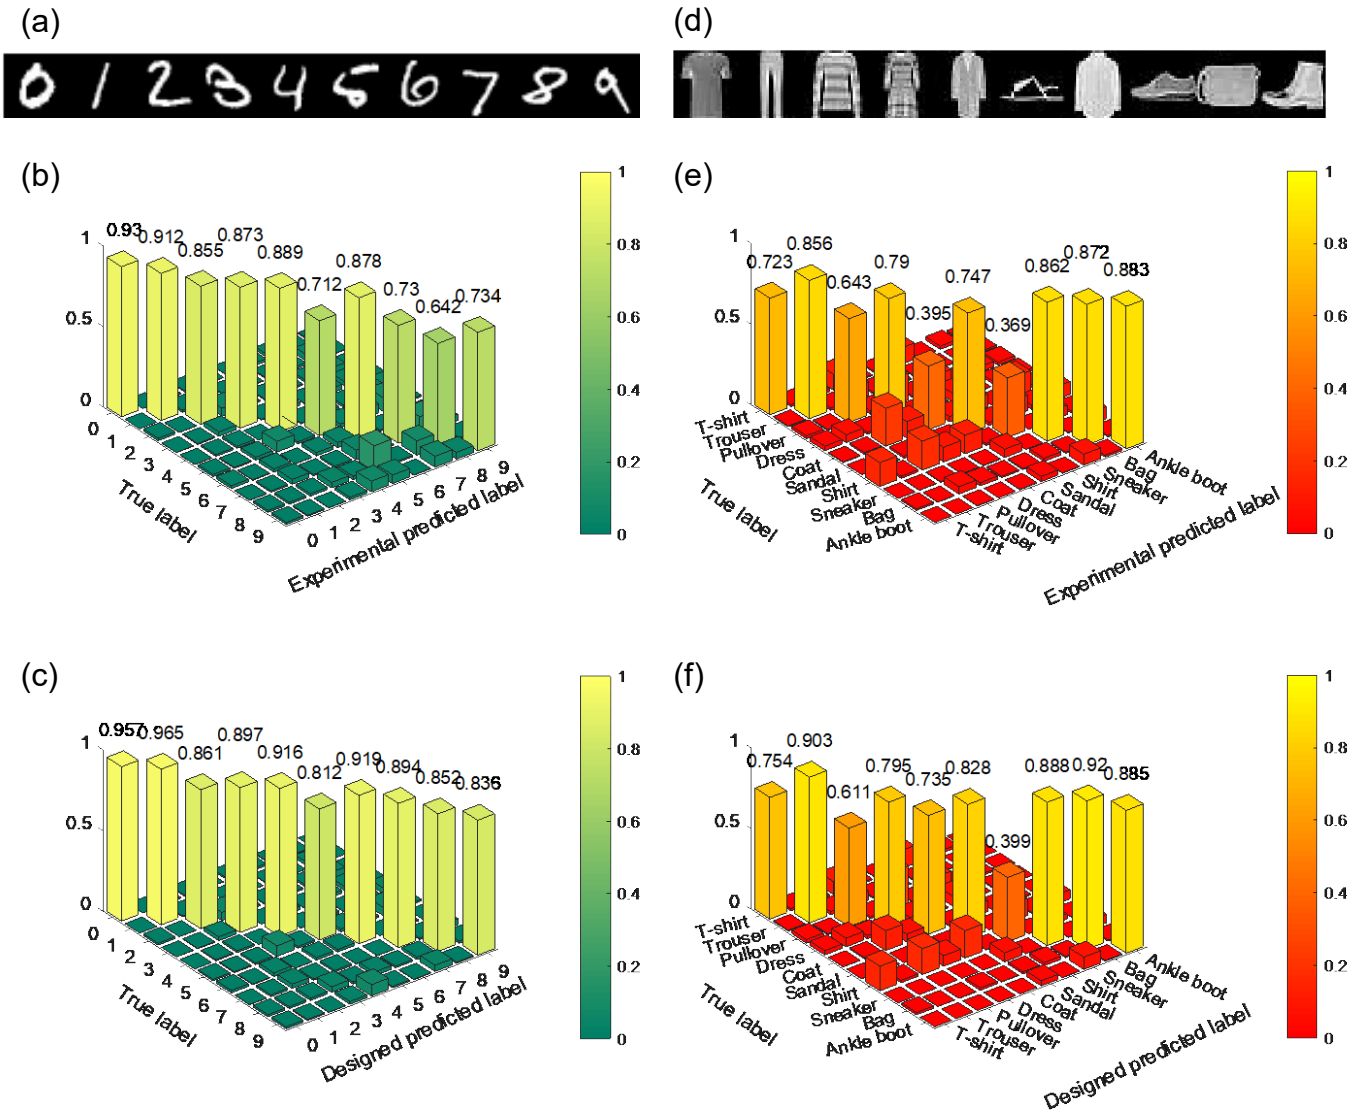 (a)
0 1 2 3 4 5 6 7 8 9
(b)
0.93 0.912 0.855 0.873 0.889 0.712 0.878 0.73 0.642 0.734
1
0.5
0
0 1 2 3 4 5 6 7 8 9
True label
0 1 2 3 4 5 6 7 8 9
Experimental predicted label
1
0.8
0.6
0.4
0.2
0
(c)
0.957 0.965 0.861 0.897 0.916 0.812 0.919 0.894 0.852 0.836
1
0.5
0
0 1 2 3 4 5 6 7 8 9
True label
0 1 2 3 4 5 6 7 8 9
Designed predicted label
1
0.8
0.6
0.4
0.2
0
(d)
(e)
0.723 0.856 0.643 0.79 0.395 0.747 0.369 0.862 0.872 0.883
1
0.5
0
T-shirt
Trouser
Pullover
Dress
Coat
Sandal
Shirt
Sneaker
Bag
Ankle boot
True label
T-shirt
Trouser
Pullover
Dress
Coat
Sandal
Shirt
Sneaker
Bag
Ankle boot
Experimental predicted label
1
0.8
0.6
0.4
0.2
0
(f)
0.754 0.903 0.611 0.795 0.735 0.828 0.399 0.888 0.92 0.885
1
0.5
0
T-shirt
Trouser
Pullover
Dress
Coat
Sandal
Shirt
Sneaker
Bag
Ankle boot
True label
T-shirt
Trouser
Pullover
Dress
Coat
Sandal
Shirt
Sneaker
Bag
Ankle boot
Designed predicted label
1
0.8
0.6
0.4
0.2
0